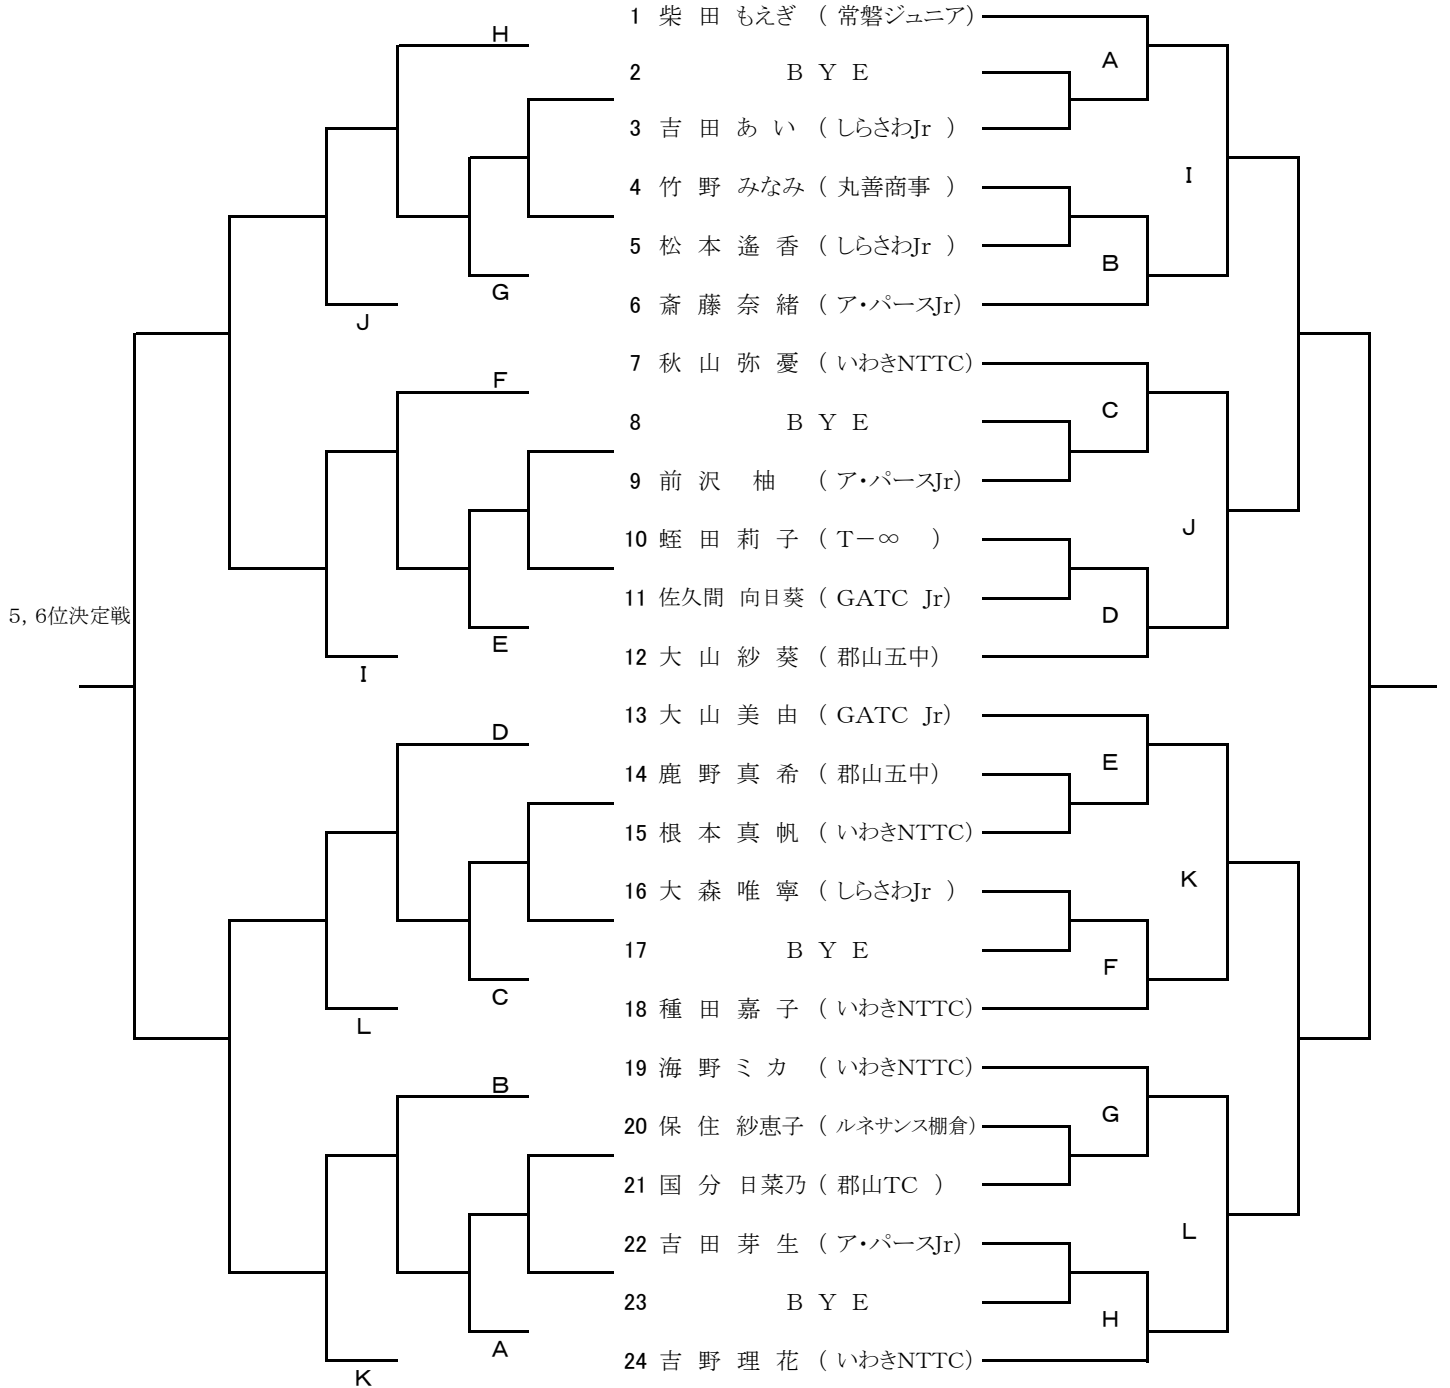 1 柴 田 もえぎ ( 常磐ジュニア)
H
A
2 B Y E
3 吉 田 あ い ( しらさわJr )
4 竹 野 みなみ ( 丸善商事 )
I
5 松 本 遙 香 ( しらさわJr )
B
G
6 斎 藤 奈 緒 ( ア・パースJr)
J
7 秋 山 弥 憂 ( いわきNTTC)
F
C
8 B Y E
9 前 沢 柚 ( ア・パースJr)
J
10 蛭 田 莉 子 ( T－∞ )
11 佐久間 向日葵 ( GATC Jr)
5, 6位決定戦
D
E
12 大 山 紗 葵 ( 郡山五中)
I
13 大 山 美 由 ( GATC Jr)
D
E
14 鹿 野 真 希 ( 郡山五中)
15 根 本 真 帆 ( いわきNTTC)
K
16 大 森 唯 寧 ( しらさわJr )
17 B Y E
F
C
18 種 田 嘉 子 ( いわきNTTC)
L
19 海 野 ミ カ ( いわきNTTC)
B
G
20 保 住 紗恵子 ( ルネサンス棚倉)
21 国 分 日菜乃 ( 郡山TC )
L
22 吉 田 芽 生 ( ア・パースJr)
23 B Y E
H
A
24 吉 野 理 花 ( いわきNTTC)
K